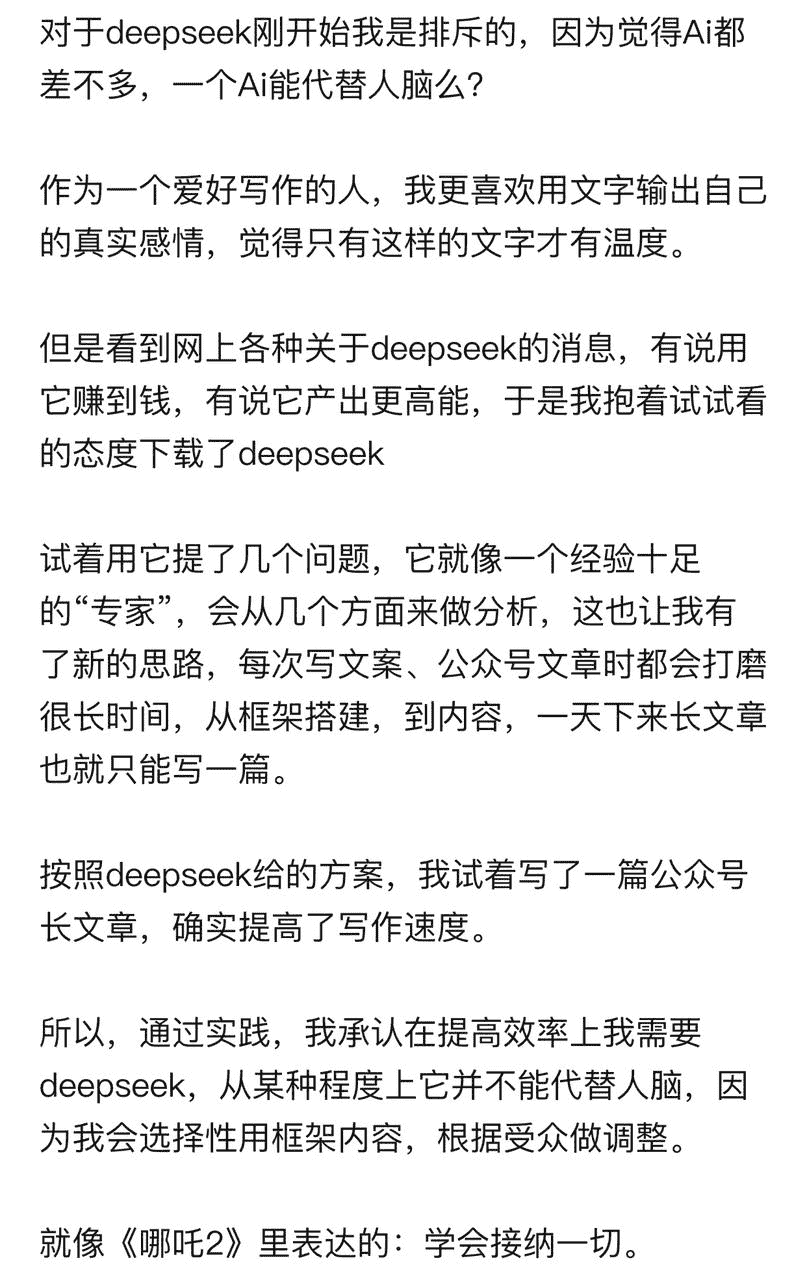 对于deepseek刚开始我是排斥的，因为觉得Ai都
差不多，一个Ai能代替人脑么？
作为一个爱好写作的人，我更喜欢用文字输出自己
的真实感情，觉得只有这样的文字才有温度。
但是看到网上各种关于deepseek的消息，有说用
它赚到钱，有说它产出更高能，于是我抱着试试看
的态度下载了deepseek
试着用它提了几个问题，它就像一个经验十足
的“专家”，会从几个方面来做分析，这也让我有
了新的思路，每次写文案、公众号文章时都会打磨
很长时间，从框架搭建，到内容，一天下来长文章
也就只能写一篇。
按照deepseek给的方案，我试着写了一篇公众号
长文章，确实提高了写作速度。
所以，通过实践，我承认在提高效率上我需要
deepseek，从某种程度上它并不能代替人脑，因
为我会选择性用框架内容，根据受众做调整。
就像《哪吒2》里表达的：学会接纳一切。